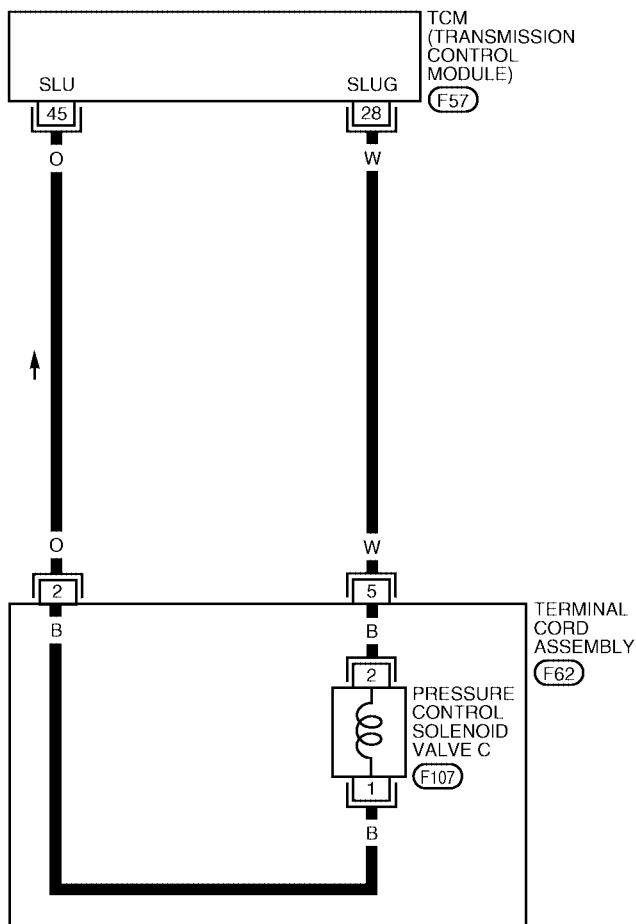 TCM
(TRANSMISSION
CONTROL
MODULE)
F57
SLU SLUG
45 28
O W
O W
2 5
B B
TERMINAL
CORD
ASSEMBLY
F62
2
PRESSURE
CONTROL
SOLENOID
VALVE C
F107
1
B